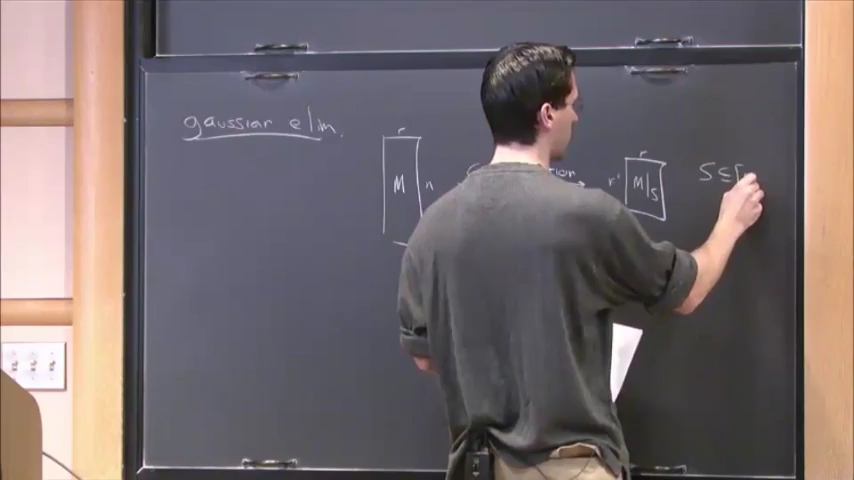 gaussian elim.
r
M n
r
r' M|s
S ⊆ [